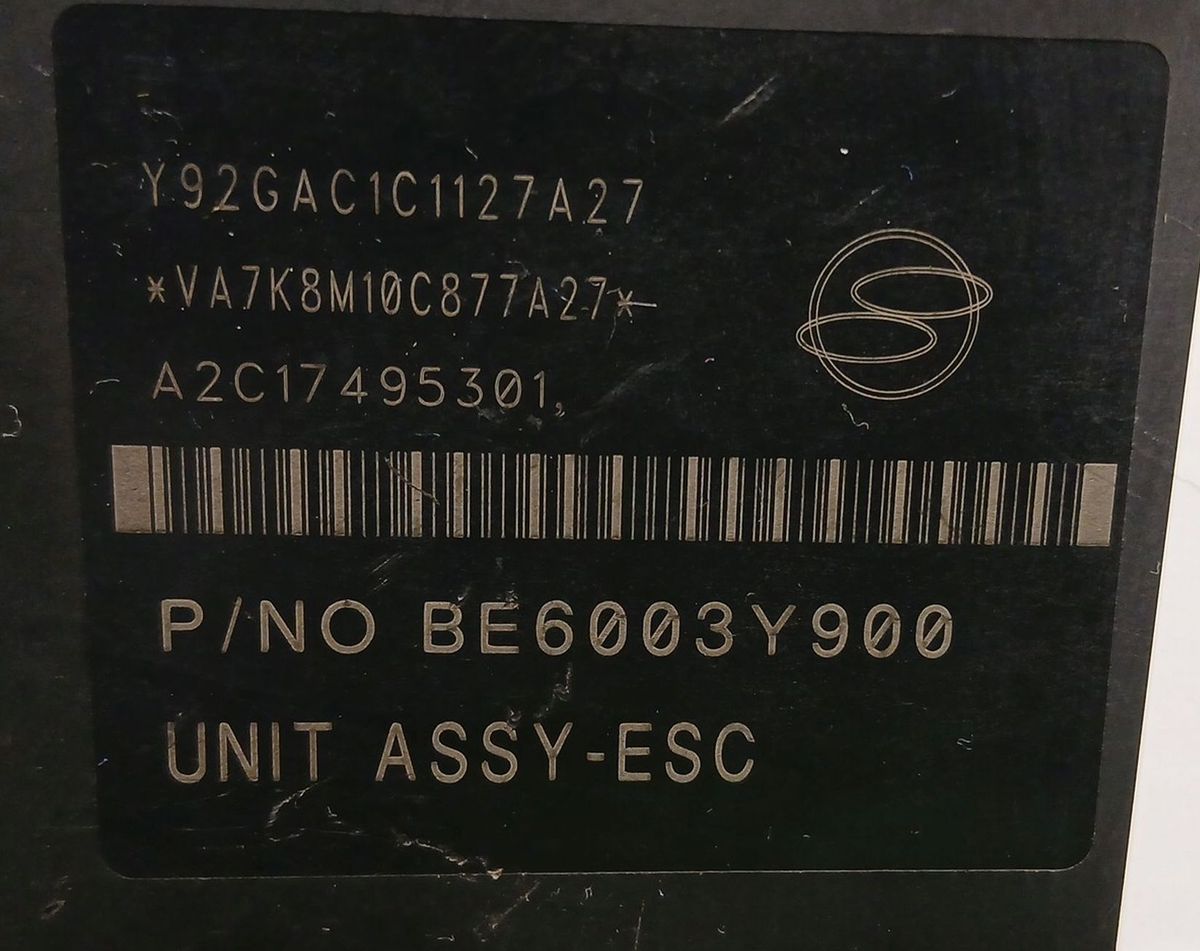 Y92GAC1C1127A27
*VA7K8M10C877A27*
A2C17495301,
P/NO BE6003Y900
UNIT ASSY-ESC